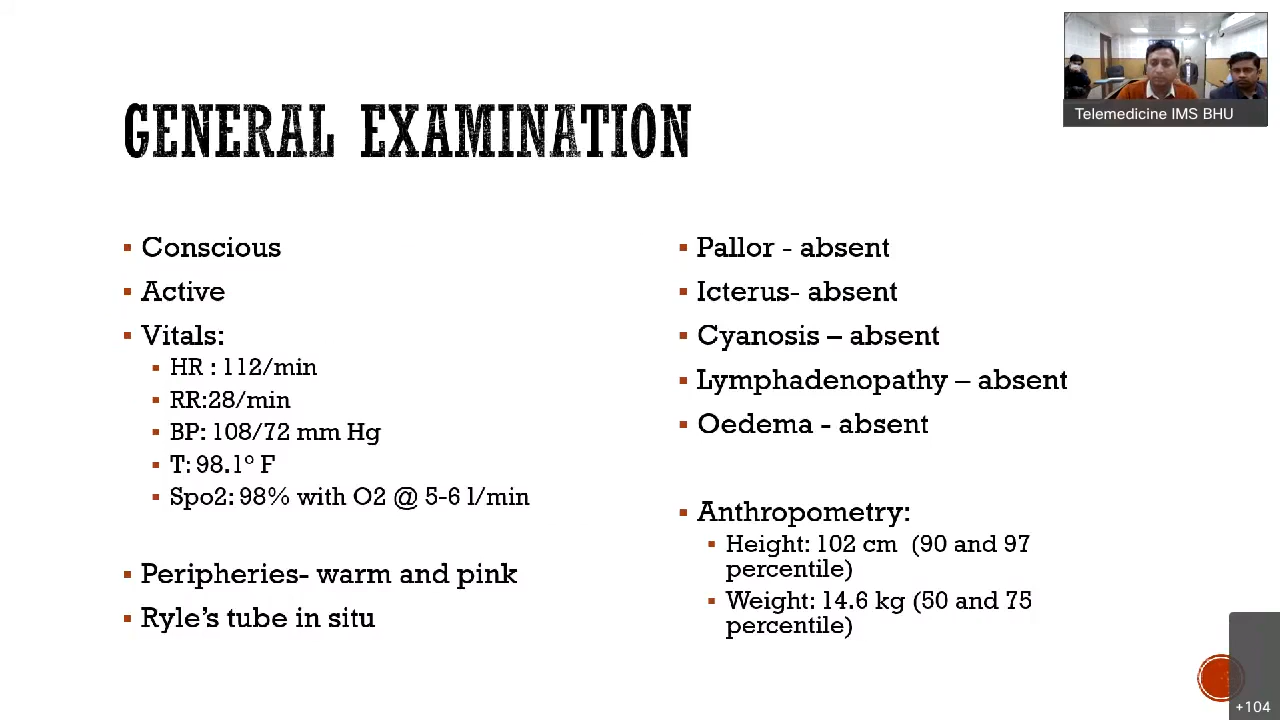 GENERAL EXAMINATION
Telemedicine IMS BHU
▪ Conscious
▪ Active
▪ Vitals:
▪ HR : 112/min
▪ RR:28/min
▪ BP: 108/72 mm Hg
▪ T: 98.1° F
▪ Spo2: 98% with O2 @ 5-6 l/min
▪ Peripheries- warm and pink
▪ Ryle's tube in situ
▪ Pallor - absent
▪ Icterus- absent
▪ Cyanosis – absent
▪ Lymphadenopathy – absent
▪ Oedema - absent
▪ Anthropometry:
▪ Height: 102 cm (90 and 97
percentile)
▪ Weight: 14.6 kg (50 and 75
percentile)
+104